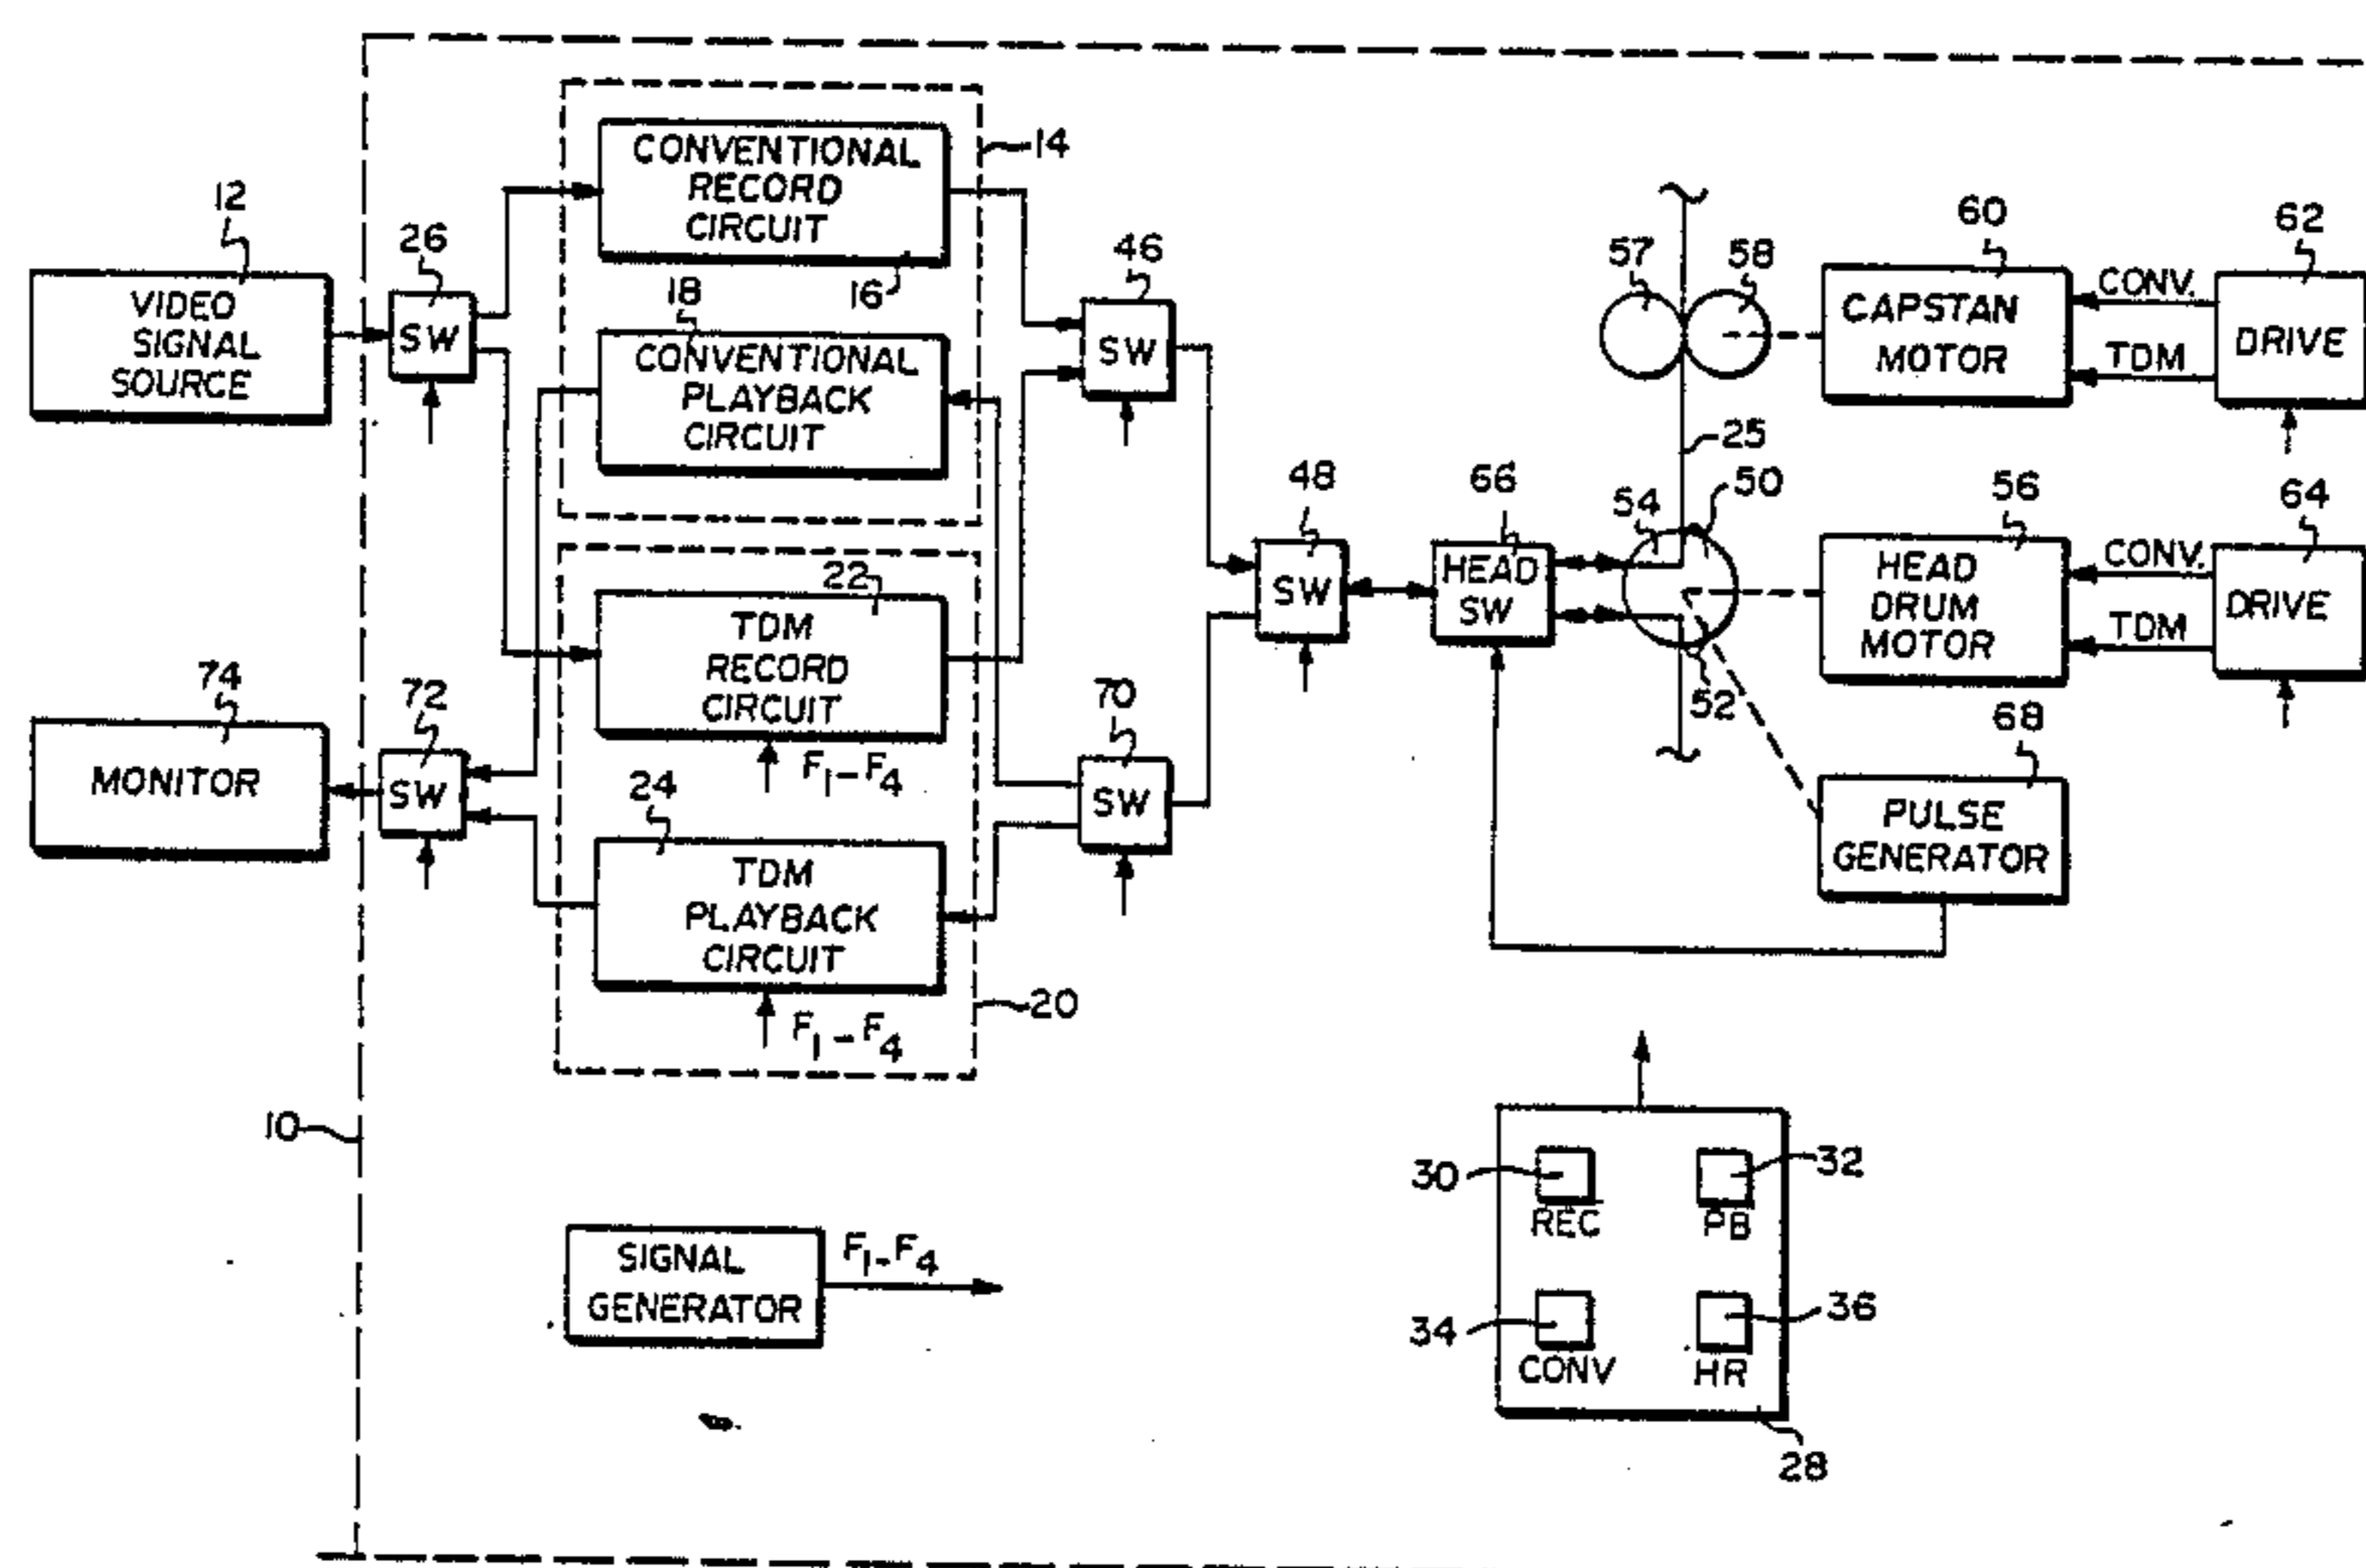 12
VIDEO
SIGNAL
SOURCE
26
SW
CONVENTIONAL
RECORD
CIRCUIT
16
14
18
CONVENTIONAL
PLAYBACK
CIRCUIT
22
TDM
RECORD
CIRCUIT
F1-F4
24
TDM
PLAYBACK
CIRCUIT
F1-F4
20
74
MONITOR
72
SW
46
SW
48
SW
70
SW
66
HEAD
SW
57
58
25
54
50
52
60
CAPSTAN
MOTOR
CONV.
TDM
62
DRIVE
56
HEAD
DRUM
MOTOR
CONV.
TDM
64
DRIVE
68
PULSE
GENERATOR
10
SIGNAL
GENERATOR
F1-F4
30
REC
32
PB
34
CONV
36
HR
28